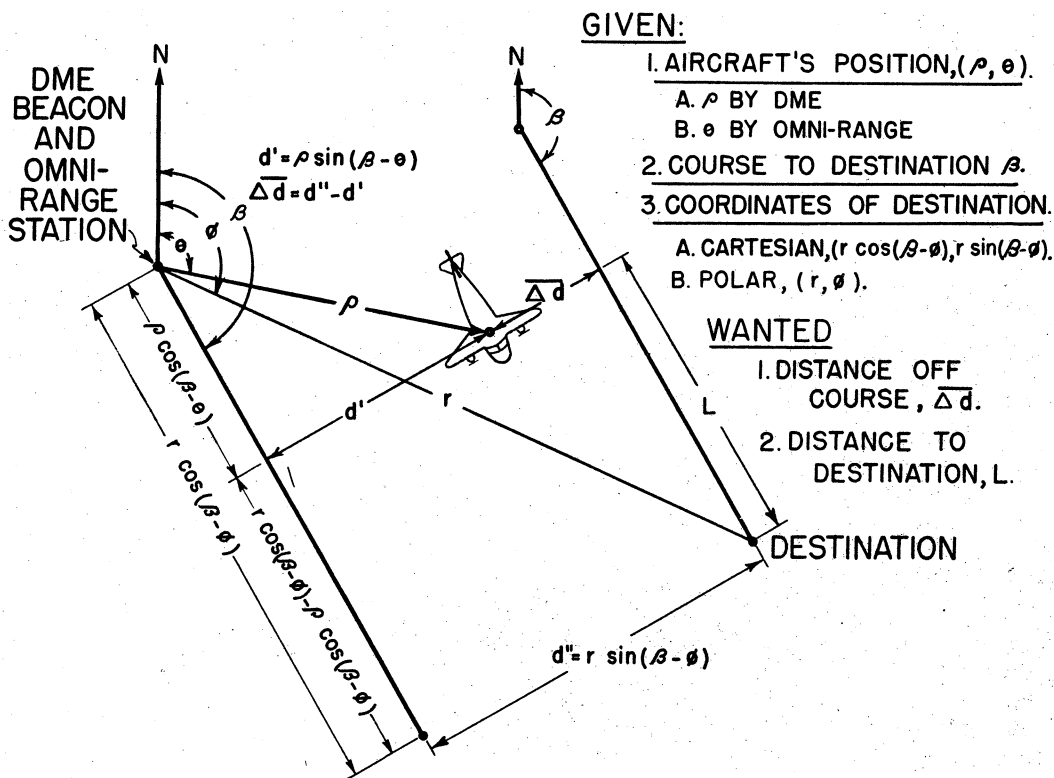 GIVEN:
1. AIRCRAFT'S POSITION, (ρ, θ).
A. ρ BY DME
B. θ BY OMNI-RANGE
2. COURSE TO DESTINATION β.
3. COORDINATES OF DESTINATION.
A. CARTESIAN, (r cos(β-ø), r sin(β-ø).
B. POLAR, (r, ø).
WANTED
1. DISTANCE OFF
COURSE, Δd.
2. DISTANCE TO
DESTINATION, L.
N
DME
BEACON
AND
OMNI-
RANGE
STATION
d' = ρ sin(β-θ)
Δd = d''-d'
β
ø
θ
N
β
ρ
Δd
d'
r
L
ρ cos(β-θ)
r cos(β-ø)
r cos(β-ø)-ρ cos(β-ø)
DESTINATION
d'' = r sin(β-ø)